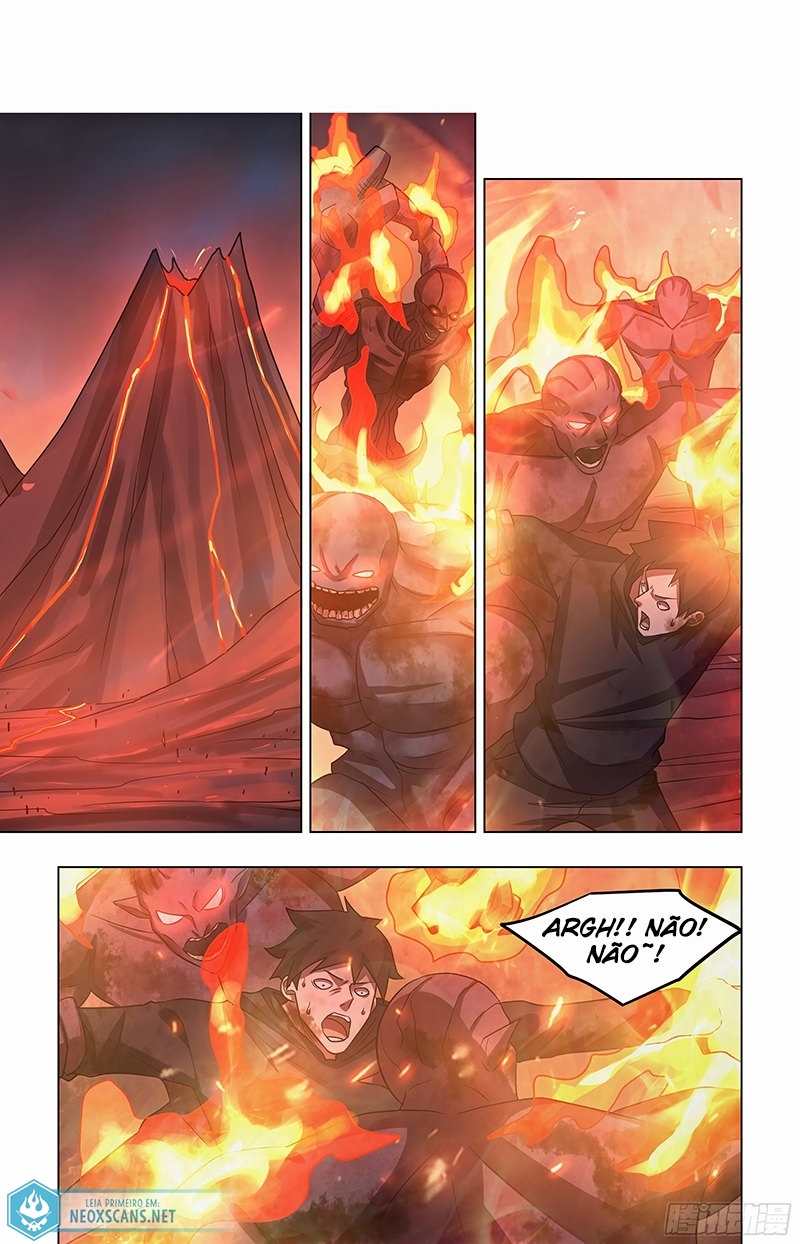 ARGH!! NÃO!
NÃO~!
LEIA PRIMEIRO EM:
NEOXSCANS.NET
腾讯动漫